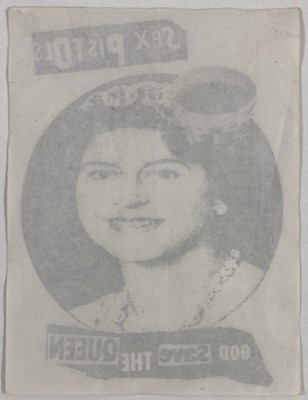 SeX PiSTOLS
GOD Save THE QUEEN